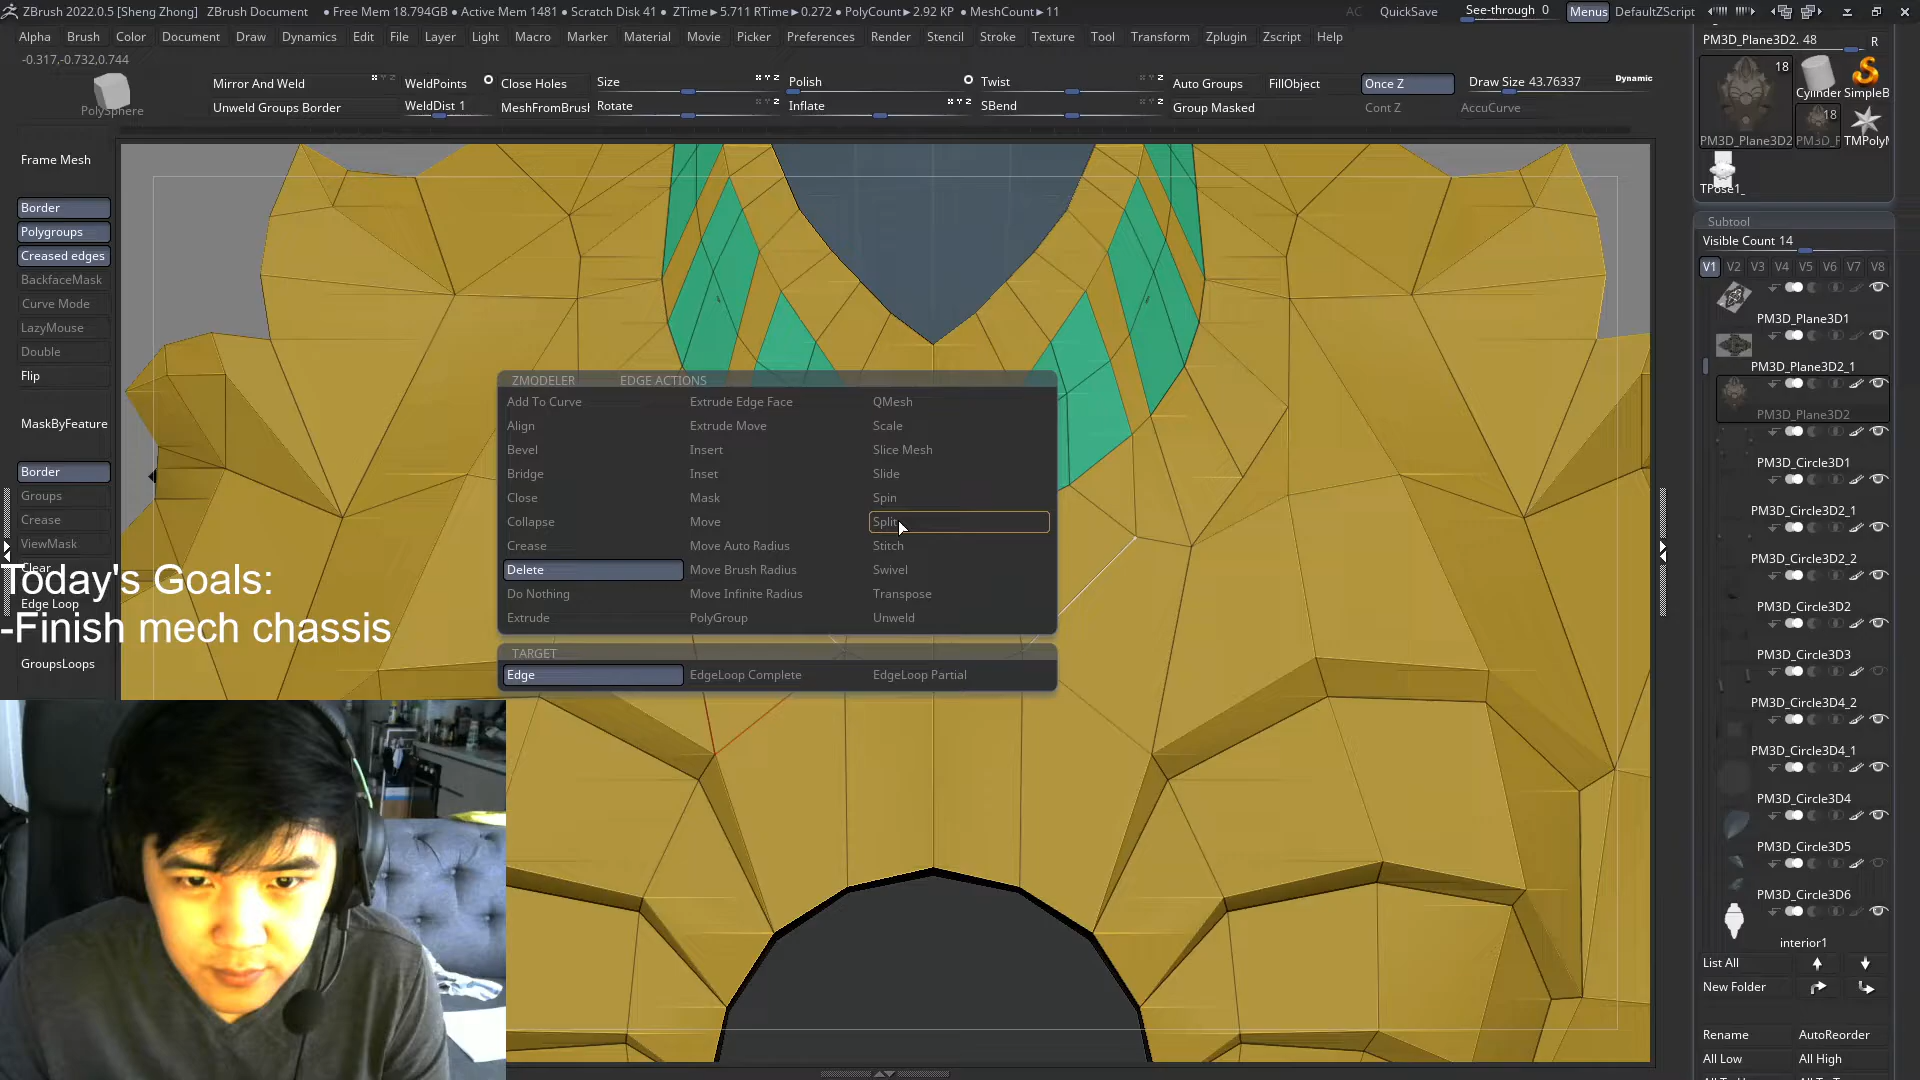 ZBrush 2022.0.5 [Sheng Zhong] ZBrush Document • Free Mem 18.794GB • Active Mem 1481 • Scratch Disk 41 • ZTime▸5.711 RTime▸0.272 • PolyCount▸2.92 KP • MeshCount▸11 AC QuickSave See-through 0 Menus DefaultZScript
Alpha Brush Color Document Draw Dynamics Edit File Layer Light Macro Marker Material Movie Picker Preferences Render Stencil Stroke Texture Tool Transform Zplugin Zscript Help
-0.317,-0.732,0.744
PolySphere
Mirror And Weld WeldPoints Close Holes Size Polish Twist Auto Groups FillObject Once Z Draw Size 43.76337 Dynamic
Unweld Groups Border WeldDist 1 MeshFromBrush Rotate Inflate SBend Group Masked Cont Z AccuCurve
Frame Mesh
Border
Polygroups
Creased edges
BackfaceMask
Curve Mode
LazyMouse
Double
Flip
MaskByFeature
Border
Groups
Crease
ViewMask
Clear
Edge Loop
GroupsLoops
Today's Goals:
-Finish mech chassis
ZMODELER EDGE ACTIONS
Add To Curve Extrude Edge Face QMesh
Align Extrude Move Scale
Bevel Insert Slice Mesh
Bridge Inset Slide
Close Mask Spin
Collapse Move Split
Crease Move Auto Radius Stitch
Delete Move Brush Radius Swivel
Do Nothing Move Infinite Radius Transpose
Extrude PolyGroup Unweld
TARGET
Edge EdgeLoop Complete EdgeLoop Partial
PM3D_Plane3D2. 48 R
18
Cylinder SimpleB
18
PM3D_Plane3D2 PM3D_F TMPolyM
TPose1_
Subtool
Visible Count 14
V1 V2 V3 V4 V5 V6 V7 V8
PM3D_Plane3D1
PM3D_Plane3D2_1
PM3D_Plane3D2
PM3D_Circle3D1
PM3D_Circle3D2_1
PM3D_Circle3D2_2
PM3D_Circle3D2
PM3D_Circle3D3
PM3D_Circle3D4_2
PM3D_Circle3D4_1
PM3D_Circle3D4
PM3D_Circle3D5
PM3D_Circle3D6
interior1
List All
New Folder
Rename AutoReorder
All Low All High